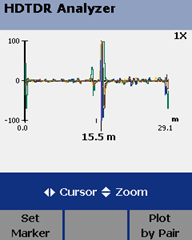 HDTDR Analyzer
1X
100
0
-100
0.0
m
29.1
15.5 m
Cursor Zoom
Set Marker
Plot by Pair